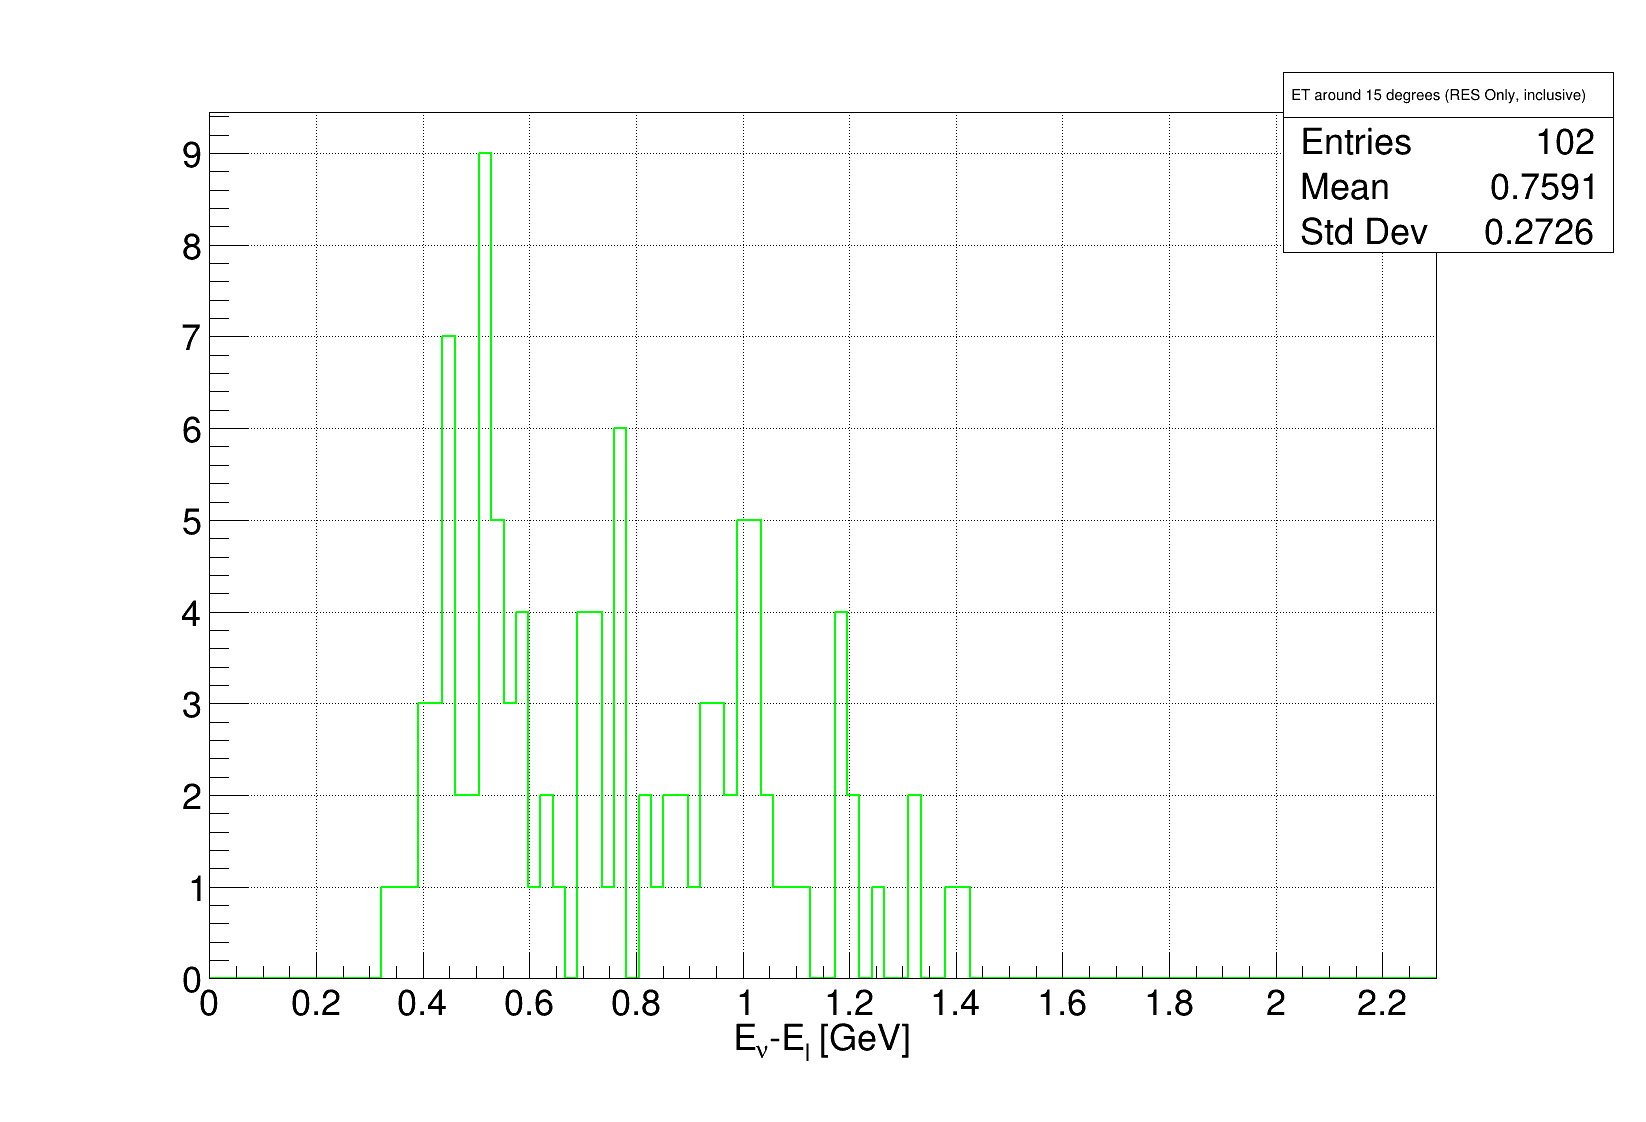 ET around 15 degrees (RES Only, inclusive)
Entries 102
Mean 0.7591
Std Dev 0.2726
9
8
7
6
5
4
3
2
1
0
0 0.2 0.4 0.6 0.8 1 1.2 1.4 1.6 1.8 2 2.2
Eν-El [GeV]